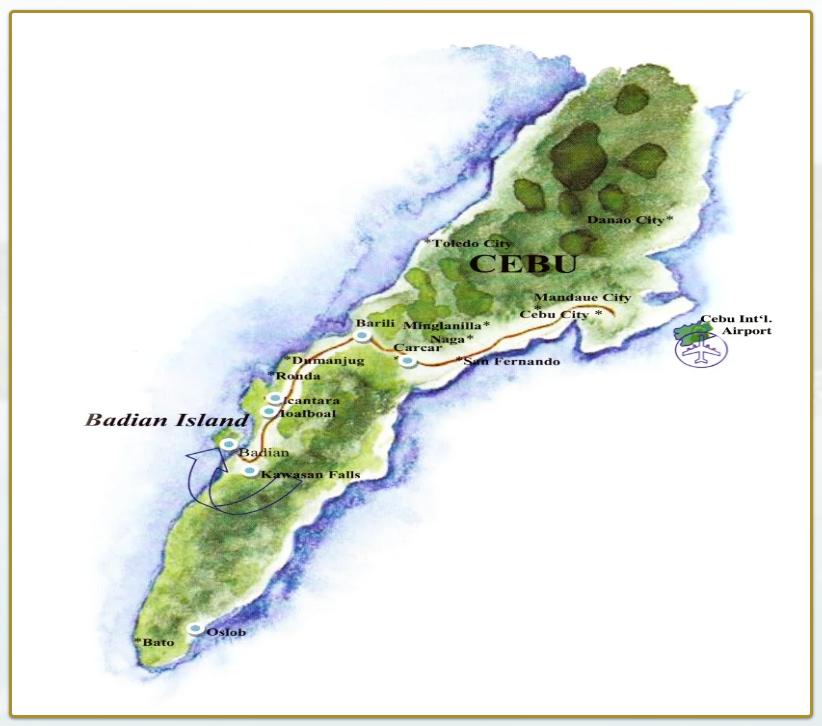 Danao City*
*Toledo City
CEBU
Mandaue City
*
Cebu City *
Cebu Int'l.
Airport
Barili
Minglanilla*
Naga*
Carcar
*San Fernando
*Dumanjug
*Ronda
lcantara
Moalboal
Badian Island
Badian
Kawasan Falls
Oslob
*Bato